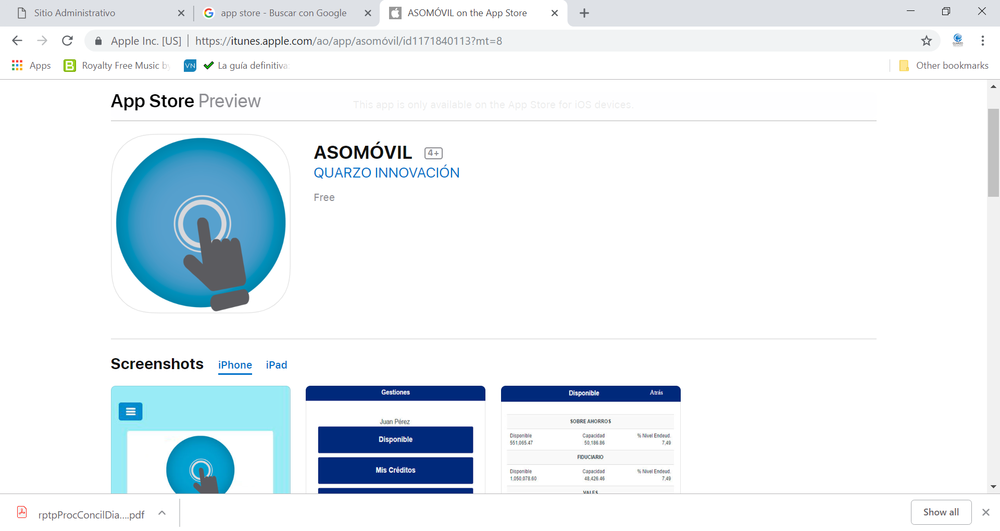 Sitio Administrativo
app store - Buscar con Google
ASOMÓVIL on the App Store
Apple Inc. [US]
https://itunes.apple.com/ao/app/asomóvil/id1171840113?mt=8
QUARZO
Apps
Royalty Free Music by
VN
La guía definitiva:
Other bookmarks
App Store Preview
This app is only available on the App Store for iOS devices.
ASOMÓVIL 4+
QUARZO INNOVACIÓN
Free
Screenshots iPhone iPad
Gestiones
Juan Pérez
Disponible
Mis Créditos
Disponible Atrás
SOBRE AHORROS
Disponible Capacidad % Nivel Endeud.
551,065.47 50,186.86 7,49
FIDUCIARIO
Disponible Capacidad % Nivel Endeud.
1,050,078.60 48,426.46 7,49
VALES
rptpProcConcilDia....pdf
Show all